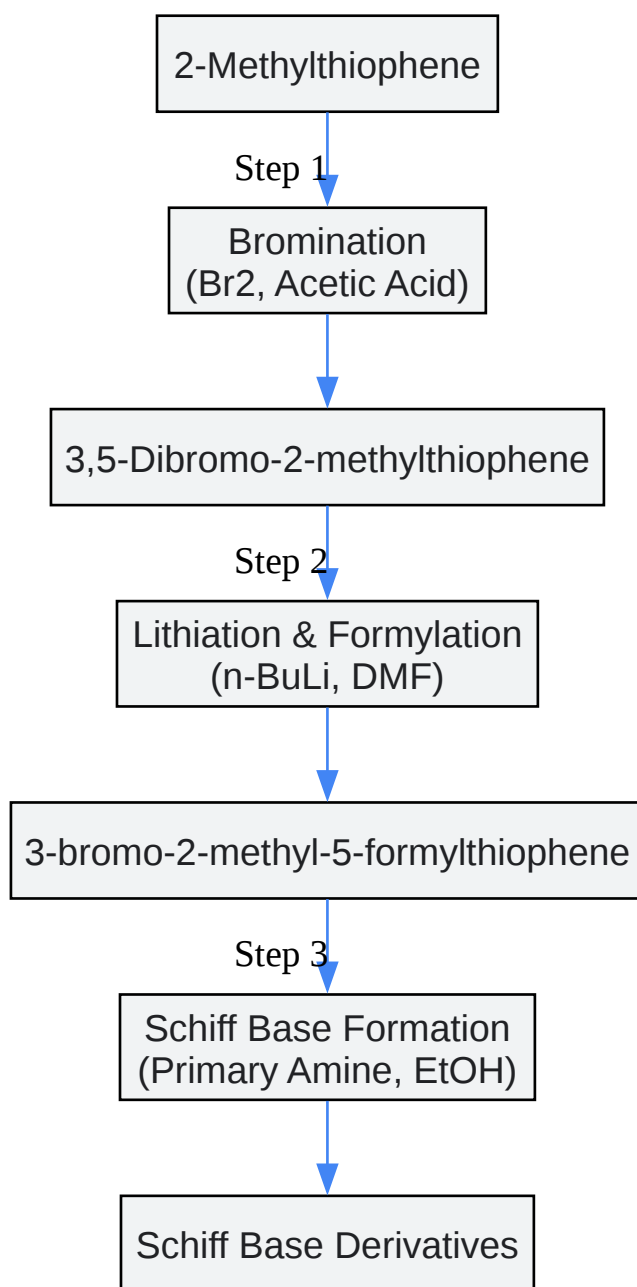 2-Methylthiophene
Step 1
Bromination
(Br2, Acetic Acid)
3,5-Dibromo-2-methylthiophene
Step 2
Lithiation & Formylation
(n-BuLi, DMF)
3-bromo-2-methyl-5-formylthiophene
Step 3
Schiff Base Formation
(Primary Amine, EtOH)
Schiff Base Derivatives